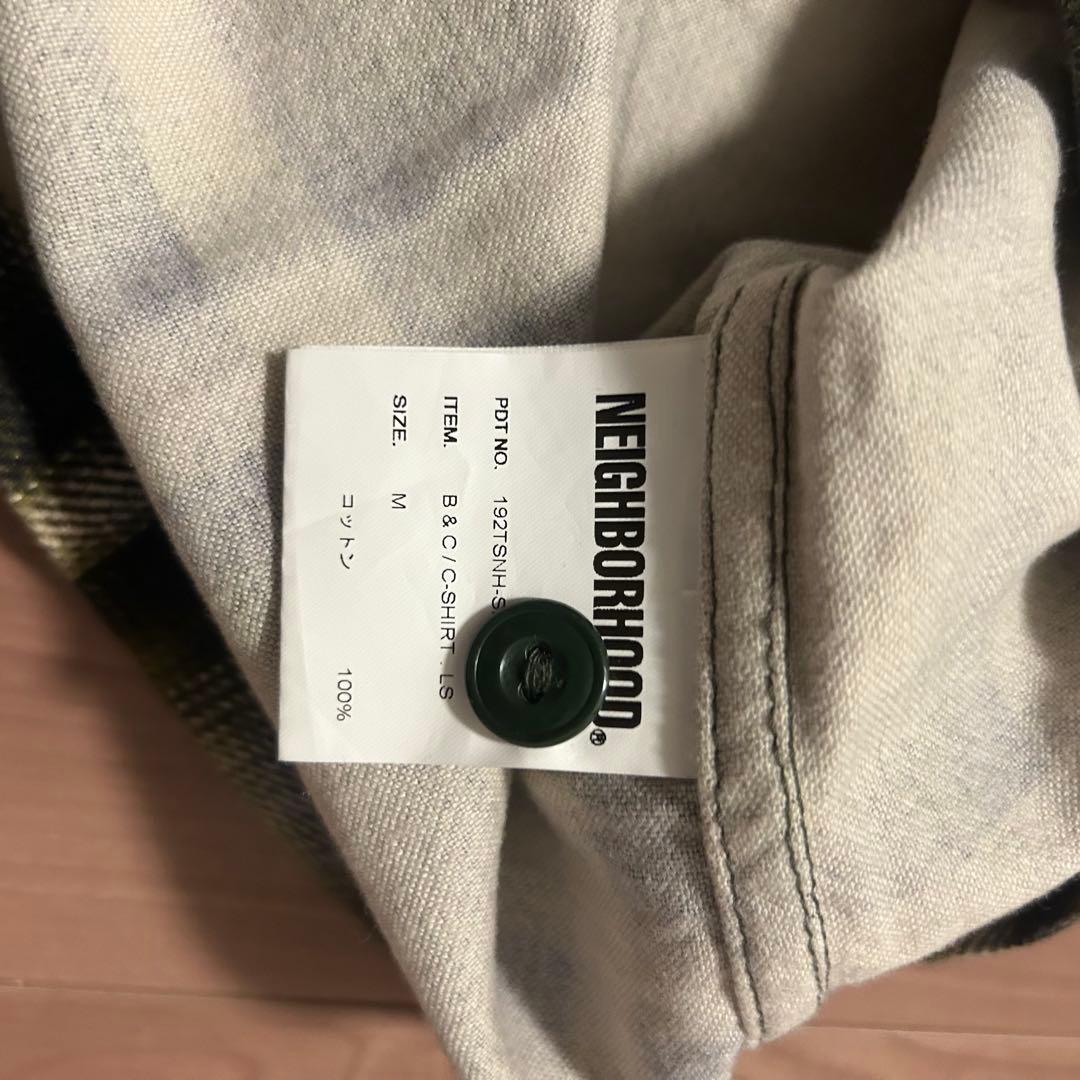 NEIGHBORHOOD®
PDT NO. 192TSNH-S
ITEM. B & C / C-SHIRT . LS
SIZE. M
コットン 100%